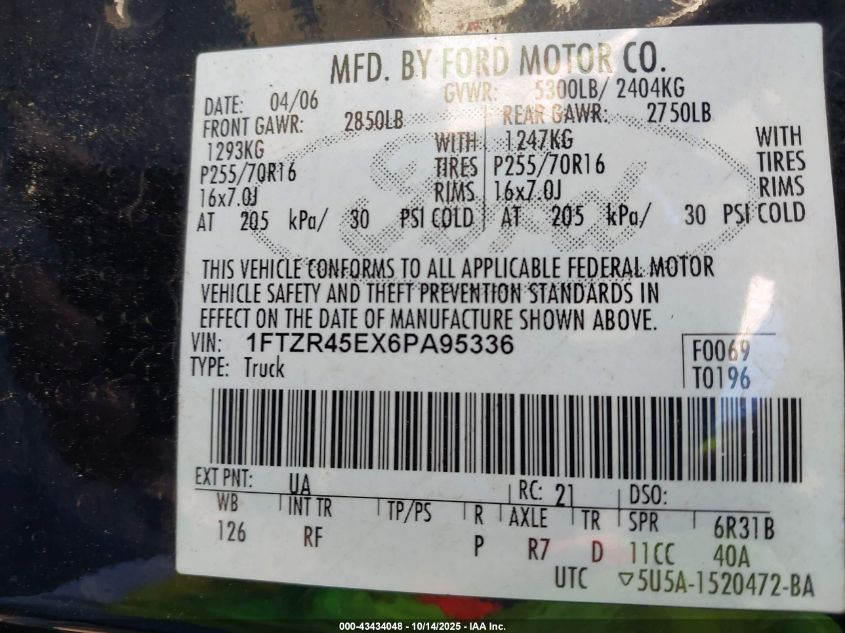 MFD. BY FORD MOTOR CO.
DATE: 04/06 GVWR: 5300LB/ 2404KG
FRONT GAWR: 2850LB REAR GAWR: 2750LB
1293KG WITH 1247KG WITH
P255/70R16 TIRES P255/70R16 TIRES
16x7.0J RIMS 16x7.0J RIMS
AT 205 kPa/ 30 PSI COLD AT 205 kPa/ 30 PSI COLD
Ford
THIS VEHICLE CONFORMS TO ALL APPLICABLE FEDERAL MOTOR
VEHICLE SAFETY AND THEFT PREVENTION STANDARDS IN
EFFECT ON THE DATE OF MANUFACTURE SHOWN ABOVE.
VIN: 1FTZR45EX6PA95336 F0069
TYPE: Truck T0196
EXT PNT: UA RC: 21 DSO:
WB INT TR TP/PS R AXLE TR SPR 6R31B
126 RF P R7 D 11CC 40A
UTC ▽5U5A-1520472-BA
000-43434048 - 10/14/2025 - IAA Inc.